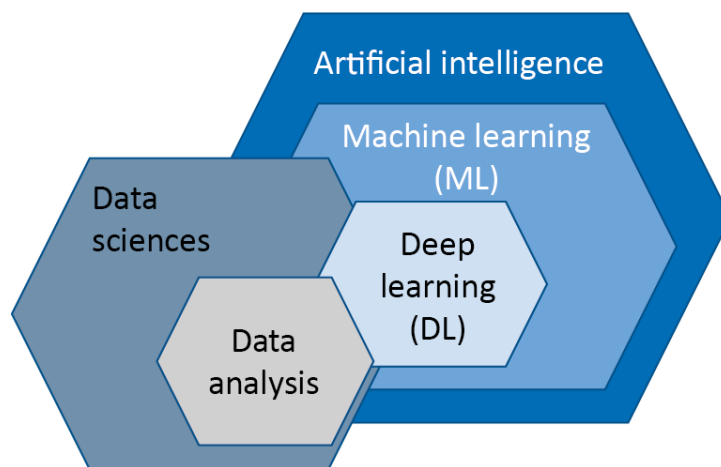 Artificial intelligence
Machine learning
(ML)
Data
sciences
Deep
learning
(DL)
Data
analysis